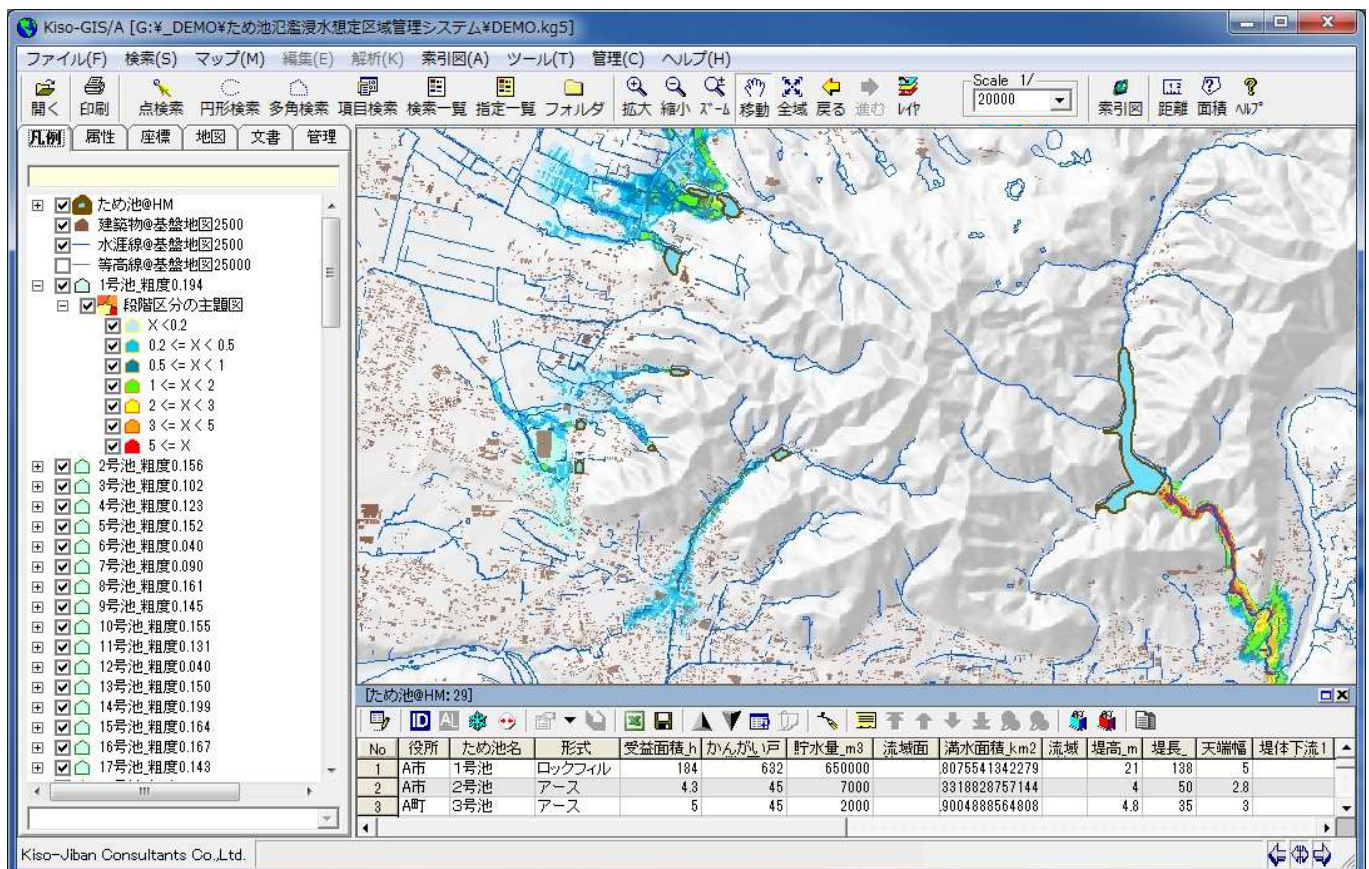 Kiso-GIS/A [G:¥_DEMO¥ため池氾濫浸水想定区域管理システム¥DEMO.kg5]
ファイル(F) 検索(S) マップ(M) 編集(E) 解析(K) 索引図(A) ツール(T) 管理(C) ヘルプ(H)
開く 印刷 点検索 円形検索 多角検索 項目検索 検索一覧 指定一覧 フォルダ 拡大 縮小 ズーム 移動 全域 戻る 進む レイヤ Scale 1/ 20000 索引図 距離 面積 ヘルプ
凡例 属性 座標 地図 文書 管理
ため池@HM
建築物@基盤地図2500
水涯線@基盤地図2500
等高線@基盤地図25000
1号池_粗度0.194
段階区分の主題図
X <0.2
0.2 <= X < 0.5
0.5 <= X < 1
1 <= X < 2
2 <= X < 3
3 <= X < 5
5 <= X
2号池_粗度0.156
3号池_粗度0.102
4号池_粗度0.123
5号池_粗度0.152
6号池_粗度0.040
7号池_粗度0.090
8号池_粗度0.161
9号池_粗度0.145
10号池_粗度0.155
11号池_粗度0.131
12号池_粗度0.040
13号池_粗度0.150
14号池_粗度0.199
15号池_粗度0.164
16号池_粗度0.167
17号池_粗度0.143
[ため池@HM: 29]
ID AL
No 役所 ため池名 形式 受益面積_h かんがい戸 貯水量_m3 流域面 満水面積_km2 流域 堤高_m 堤長_ 天端幅 堤体下流1
1 A市 1号池 ロックフィル 184 632 650000 .8075541342279 21 138 5
2 A市 2号池 アース 4.3 45 7000 .3318828757144 4 50 2.8
3 A町 3号池 アース 5 45 2000 .9004888564808 4.8 35 3
Kiso-Jiban Consultants Co.,Ltd.